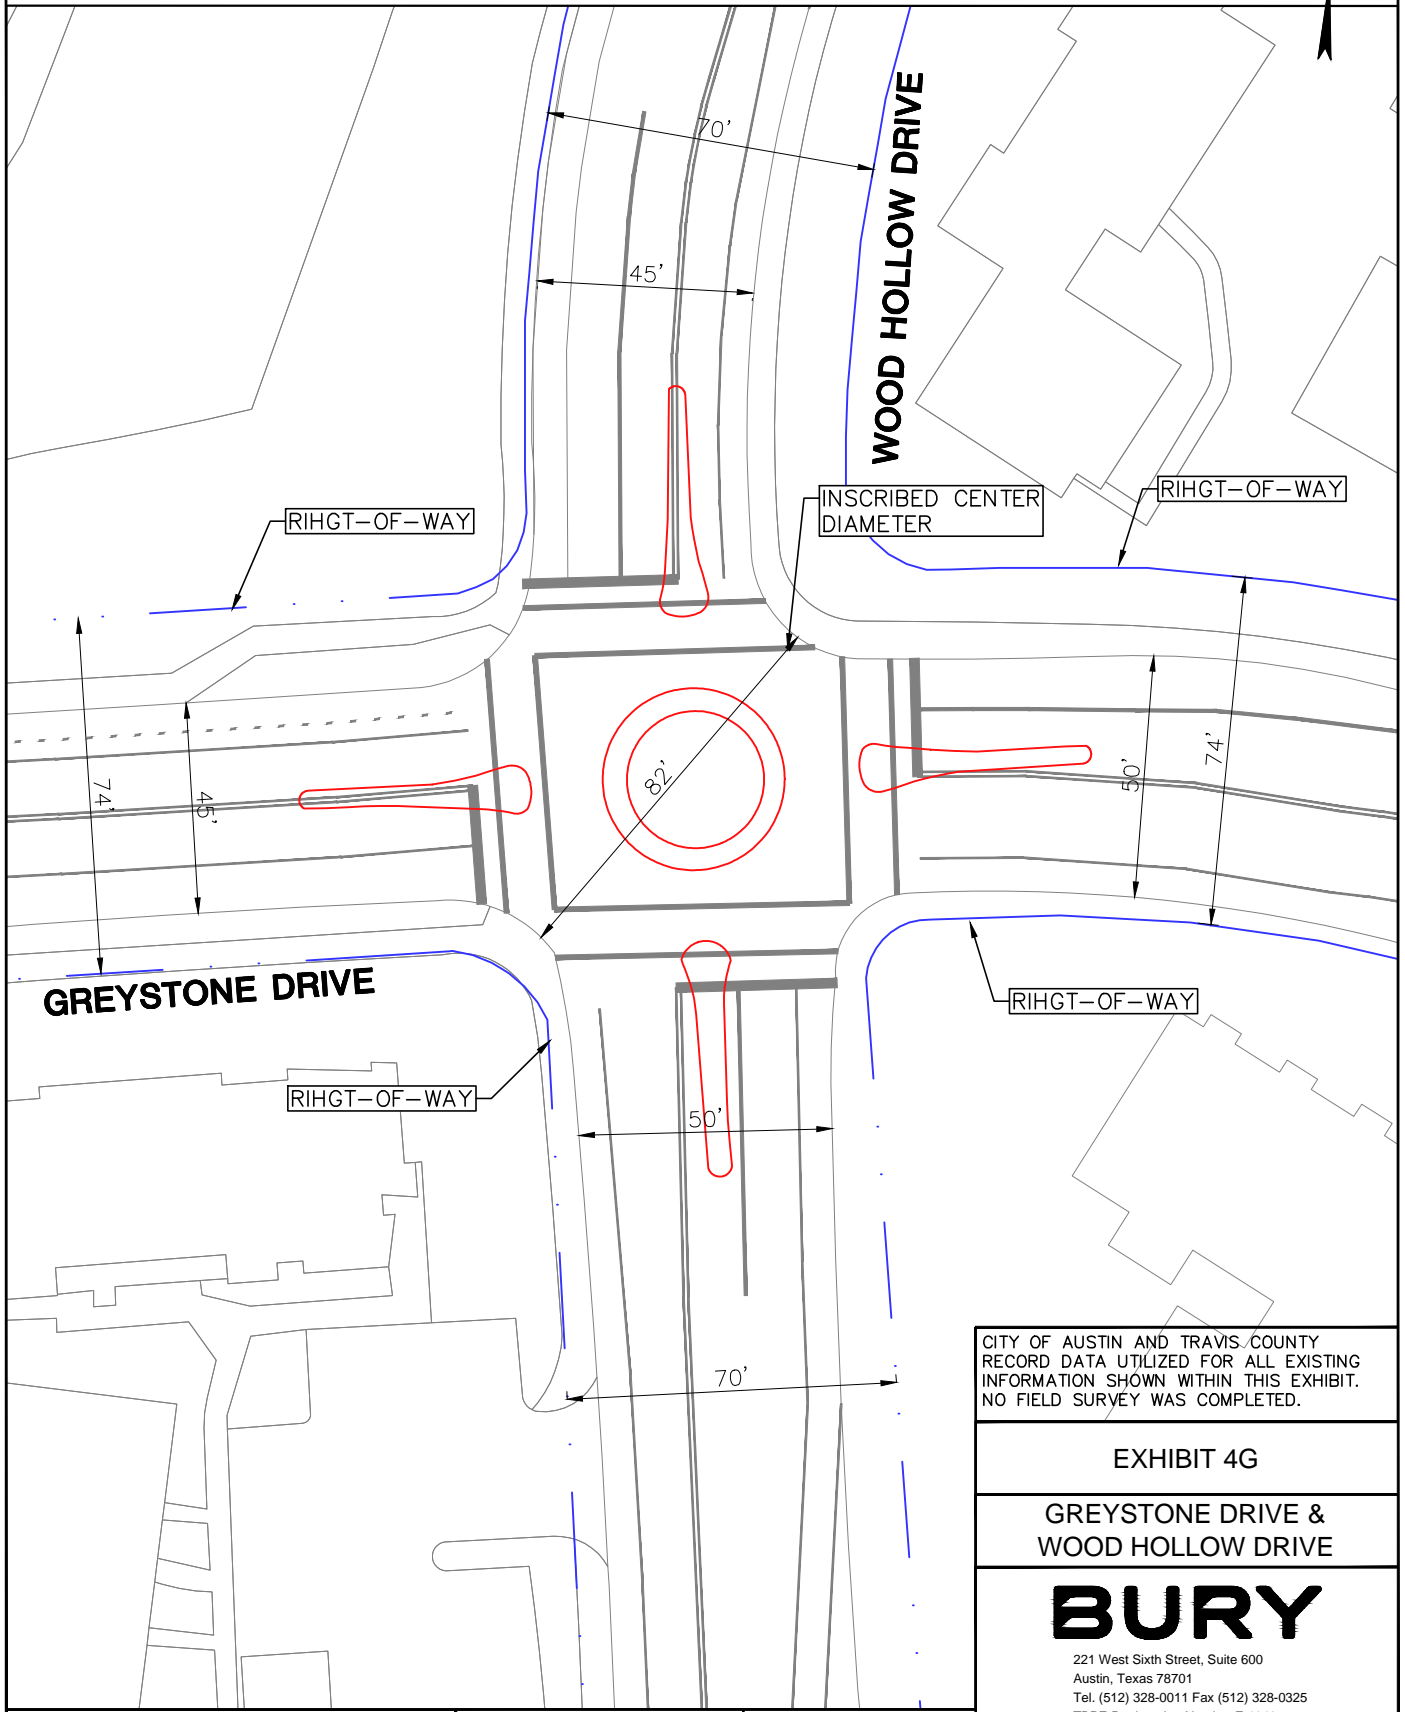 70'
WOOD HOLLOW DRIVE
45'
INSCRIBED CENTER
DIAMETER
RIHGT-OF-WAY
RIHGT-OF-WAY
74'
45'
82'
50'
74'
GREYSTONE DRIVE
RIHGT-OF-WAY
RIHGT-OF-WAY
50'
70'
CITY OF AUSTIN AND TRAVIS COUNTY
RECORD DATA UTILIZED FOR ALL EXISTING
INFORMATION SHOWN WITHIN THIS EXHIBIT.
NO FIELD SURVEY WAS COMPLETED.
EXHIBIT 4G
GREYSTONE DRIVE &
WOOD HOLLOW DRIVE
BURY
221 West Sixth Street, Suite 600
Austin, Texas 78701
Tel. (512) 328-0011 Fax (512) 328-0325